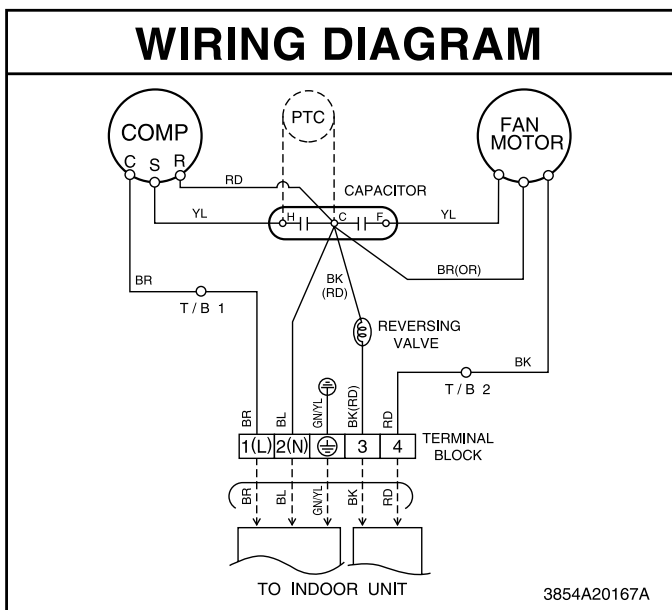 WIRING DIAGRAM
PTC
COMP
FAN
MOTOR
C S R
RD
CAPACITOR
YL
H C F
YL
BR(OR)
BR
BK
(RD)
T / B 1
REVERSING
VALVE
BK
T / B 2
BR
BL
GN/YL
BK(RD)
RD
1(L) 2(N) 3 4
TERMINAL
BLOCK
BR
BL
GN/YL
BK
RD
TO INDOOR UNIT
3854A20167A